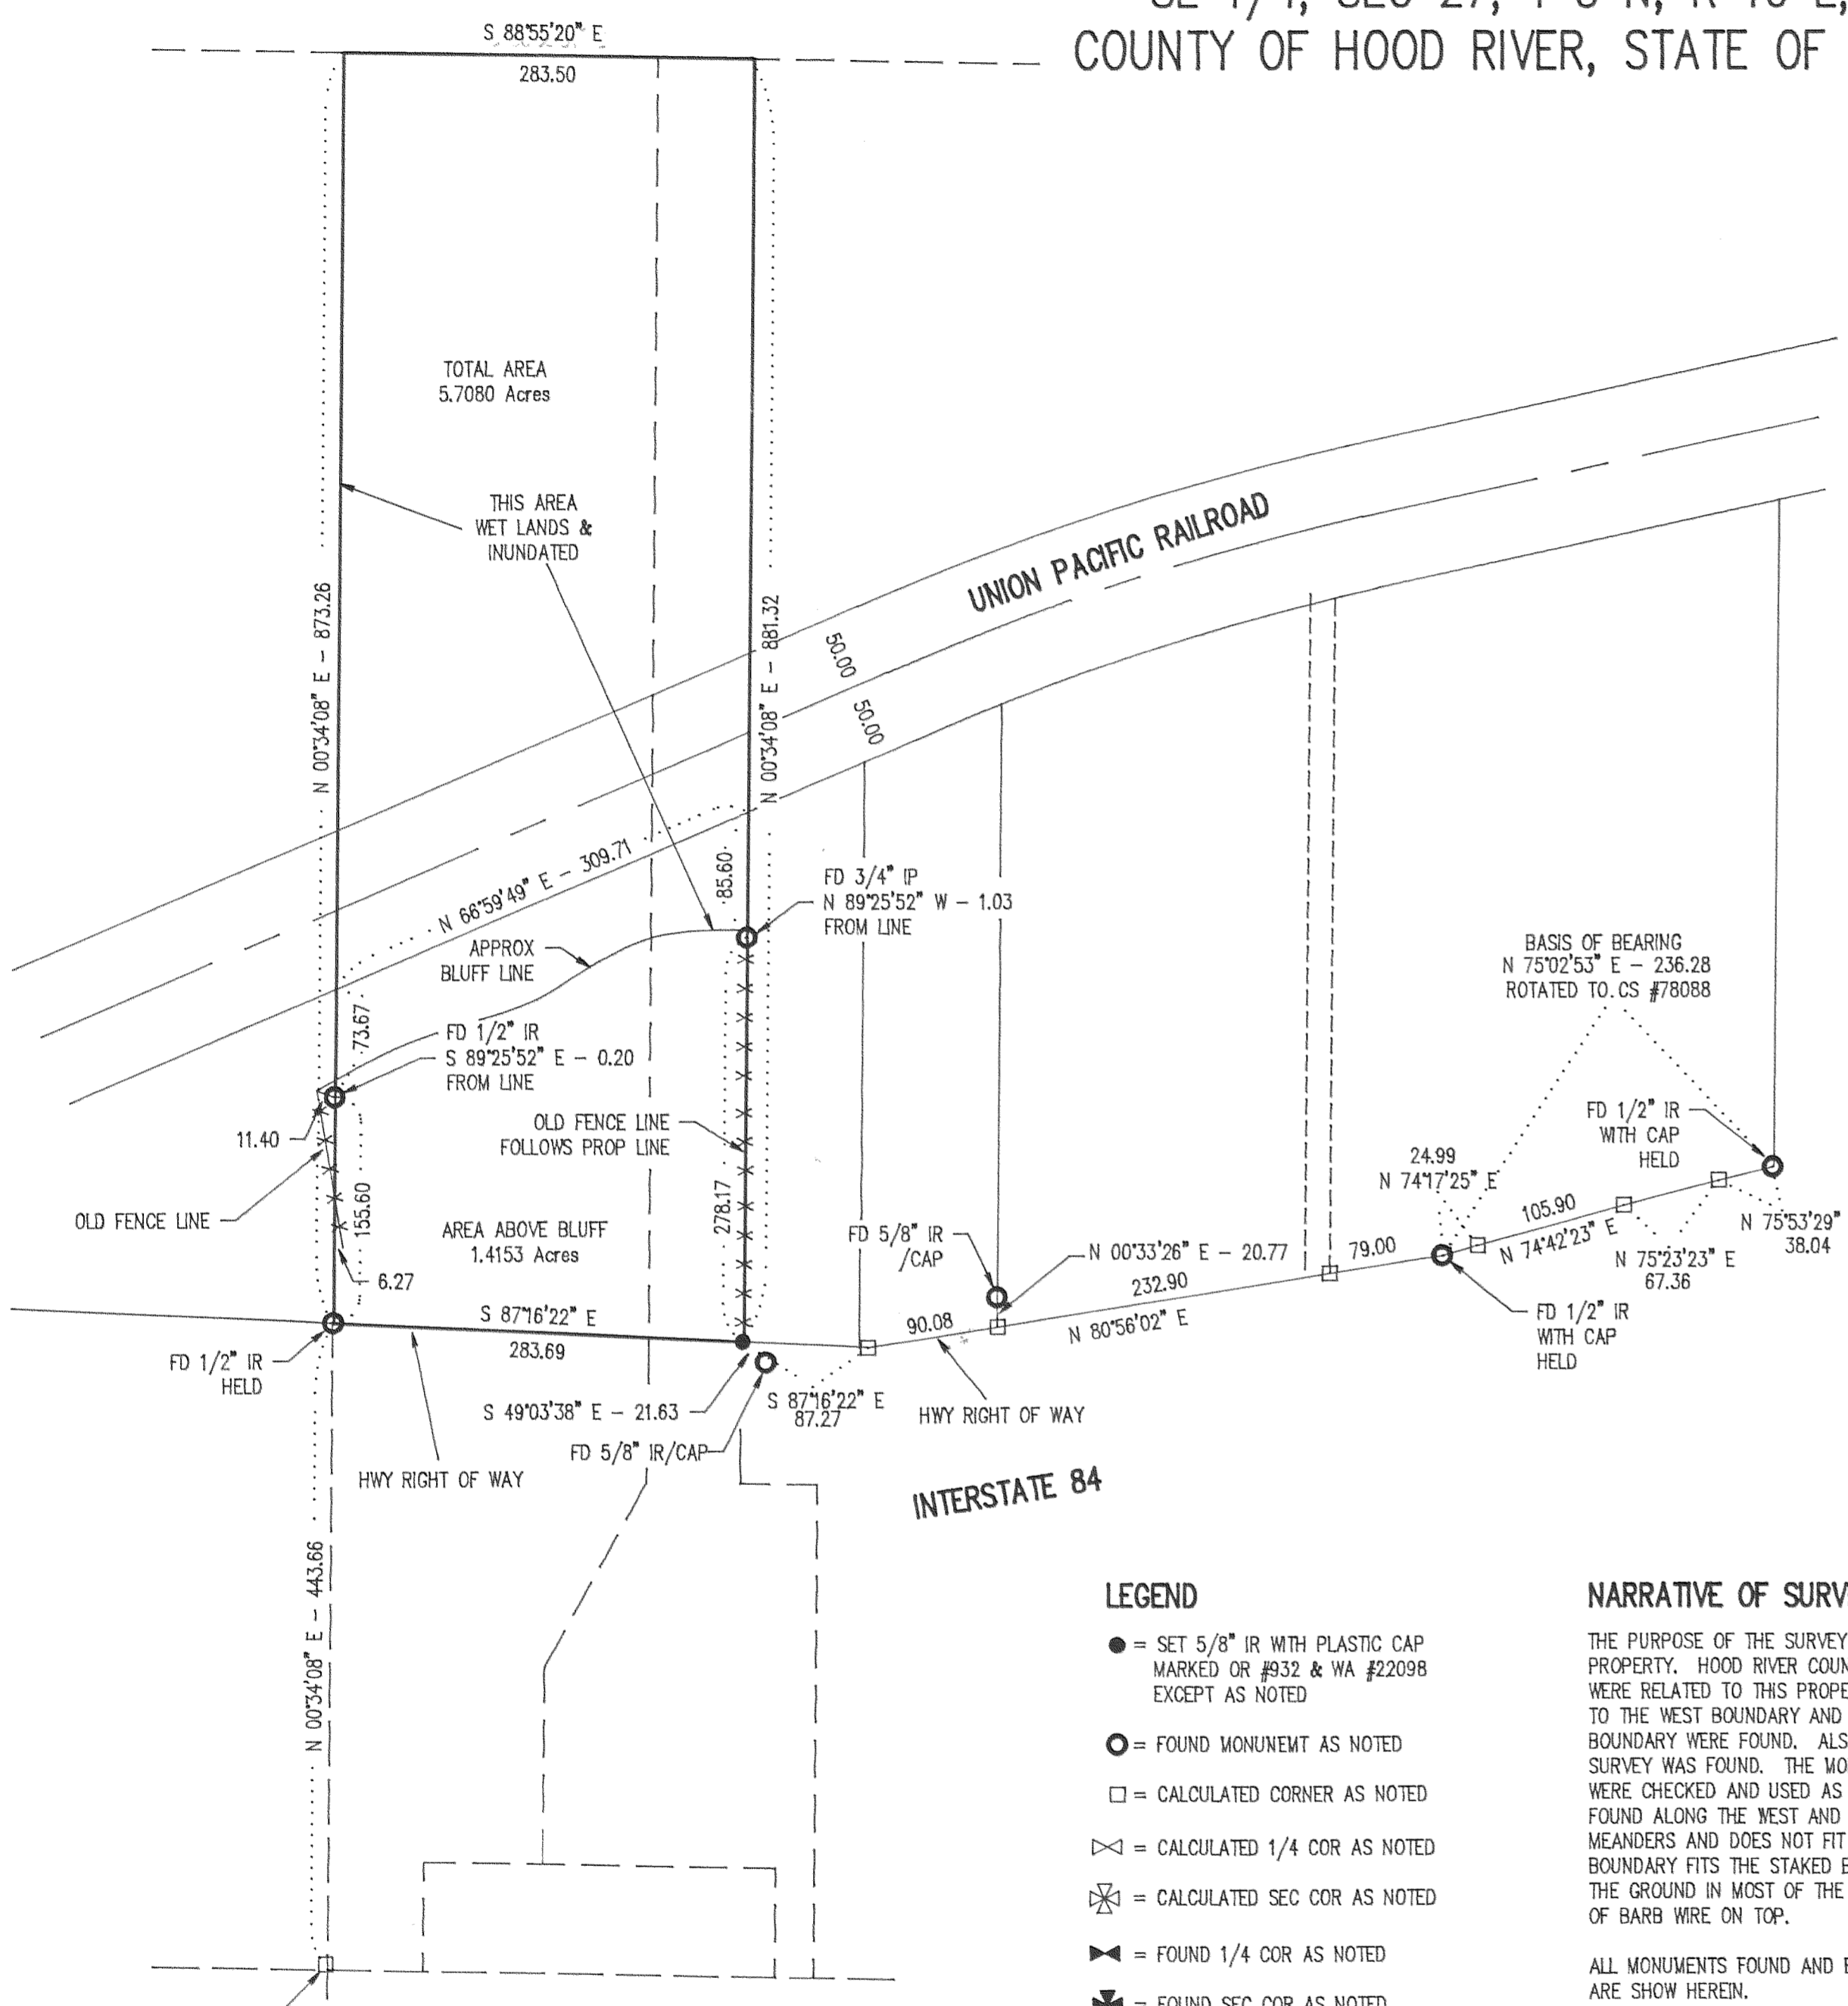 COUNTY OF HOOD RIVER, STATE OF
S 88°55'20" E
283.50
TOTAL AREA
5.7080 Acres
THIS AREA
WET LANDS &
INUNDATED
N 00°34'08" E - 873.26
N 00°34'08" E - 881.32
UNION PACIFIC RAILROAD
50.00
50.00
N 66°59'49" E - 309.71
85.60
FD 3/4" IP
N 89°25'52" W - 1.03
FROM LINE
APPROX
BLUFF LINE
73.67
FD 1/2" IR
S 89°25'52" E - 0.20
FROM LINE
BASIS OF BEARING
N 75°02'53" E - 236.28
ROTATED TO CS #78088
11.40
OLD FENCE LINE
FOLLOWS PROP LINE
FD 1/2" IR
WITH CAP
HELD
24.99
N 74°17'25" E
OLD FENCE LINE
155.60
278.17
AREA ABOVE BLUFF
1.4153 Acres
6.27
FD 5/8" IR
/CAP
N 00°33'26" E - 20.77
232.90
79.00
105.90
N 74°42'23" E
N 75°23'23" E
67.36
N 75°53'29"
38.04
S 87°16'22" E
283.69
90.08
N 80°56'02" E
FD 1/2" IR
WITH CAP
HELD
FD 1/2" IR
HELD
S 49°03'38" E - 21.63
S 87°16'22" E
87.27
HWY RIGHT OF WAY
FD 5/8" IR/CAP
HWY RIGHT OF WAY
INTERSTATE 84
N 00°34'08" E - 443.66
LEGEND
= SET 5/8" IR WITH PLASTIC CAP
MARKED OR #932 & WA #22098
EXCEPT AS NOTED
= FOUND MONUNEMT AS NOTED
= CALCULATED CORNER AS NOTED
= CALCULATED 1/4 COR AS NOTED
= CALCULATED SEC COR AS NOTED
= FOUND 1/4 COR AS NOTED
= FOUND SEC COR AS NOTED
NARRATIVE OF SURV
THE PURPOSE OF THE SURVEY
PROPERTY. HOOD RIVER COUN
WERE RELATED TO THIS PROPE
TO THE WEST BOUNDARY AND
BOUNDARY WERE FOUND. ALS
SURVEY WAS FOUND. THE MO
WERE CHECKED AND USED AS
FOUND ALONG THE WEST AND
MEANDERS AND DOES NOT FIT
BOUNDARY FITS THE STAKED B
THE GROUND IN MOST OF THE
OF BARB WIRE ON TOP.
ALL MONUMENTS FOUND AND E
ARE SHOW HEREIN.